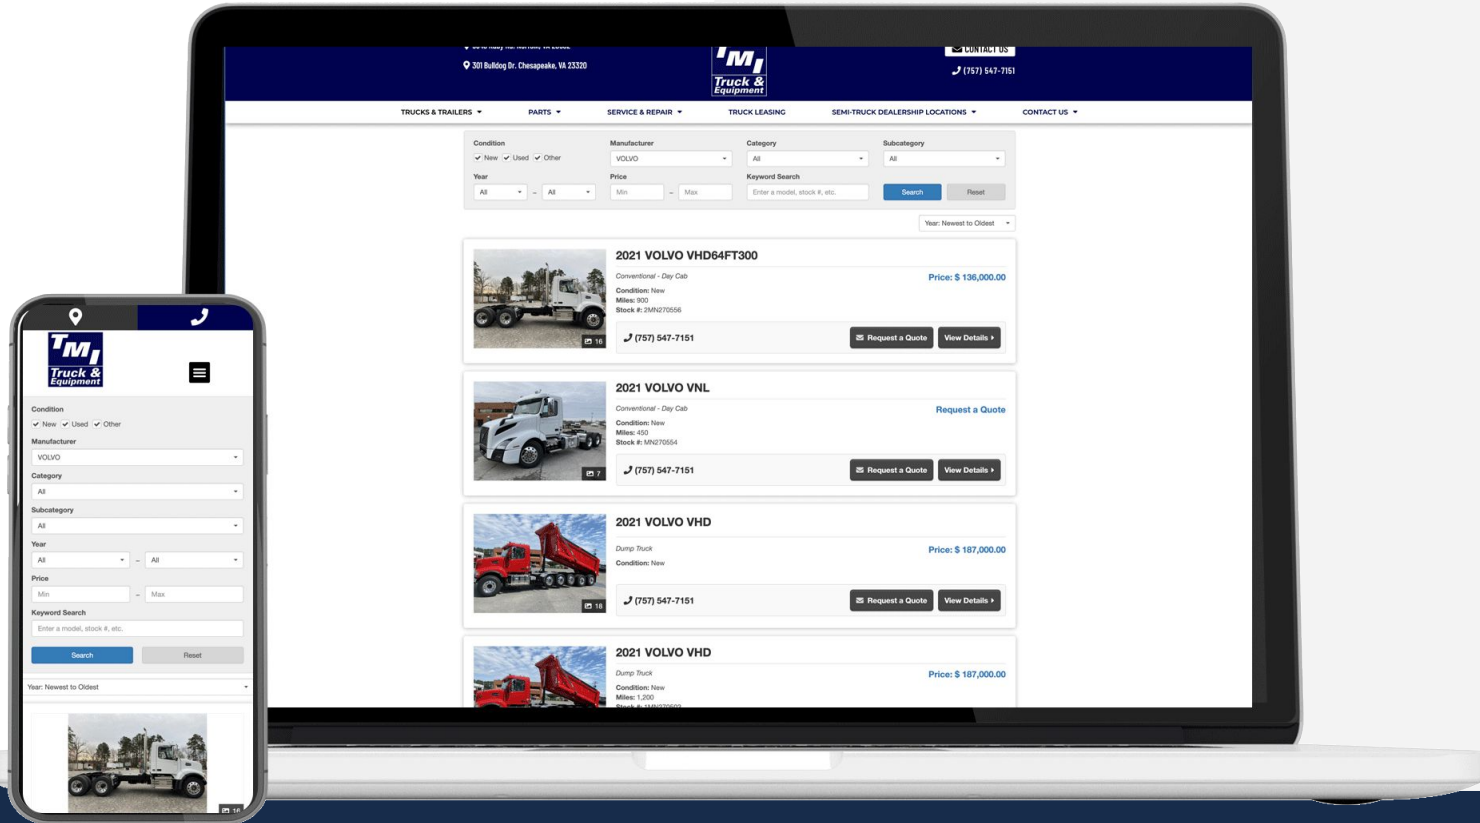 301 Bulldog Dr. Chesapeake, VA 23320
TMI
Truck &
Equipment
CONTACT US
(757) 547-7151
TRUCKS & TRAILERS
PARTS
SERVICE & REPAIR
TRUCK LEASING
SEMI-TRUCK DEALERSHIP LOCATIONS
CONTACT US
Condition
Manufacturer
Category
Subcategory
New Used Other
VOLVO
All
All
Year
Price
Keyword Search
All – All
Min – Max
Enter a model, stock #, etc.
Search
Reset
Year: Newest to Oldest
2021 VOLVO VHD64FT300
Conventional - Day Cab
Price: $ 136,000.00
Condition: New
Miles: 900
Stock #: 2MN270556
16
(757) 547-7151
Request a Quote
View Details
2021 VOLVO VNL
Conventional - Day Cab
Request a Quote
Condition: New
Miles: 450
Stock #: MN270554
7
(757) 547-7151
Request a Quote
View Details
2021 VOLVO VHD
Dump Truck
Price: $ 187,000.00
Condition: New
18
(757) 547-7151
Request a Quote
View Details
2021 VOLVO VHD
Dump Truck
Price: $ 187,000.00
Condition: New
Miles: 1,200
TMI
Truck &
Equipment
Condition
New Used Other
Manufacturer
VOLVO
Category
All
Subcategory
All
Year
All – All
Price
Min – Max
Keyword Search
Enter a model, stock #, etc.
Search
Reset
Year: Newest to Oldest
16